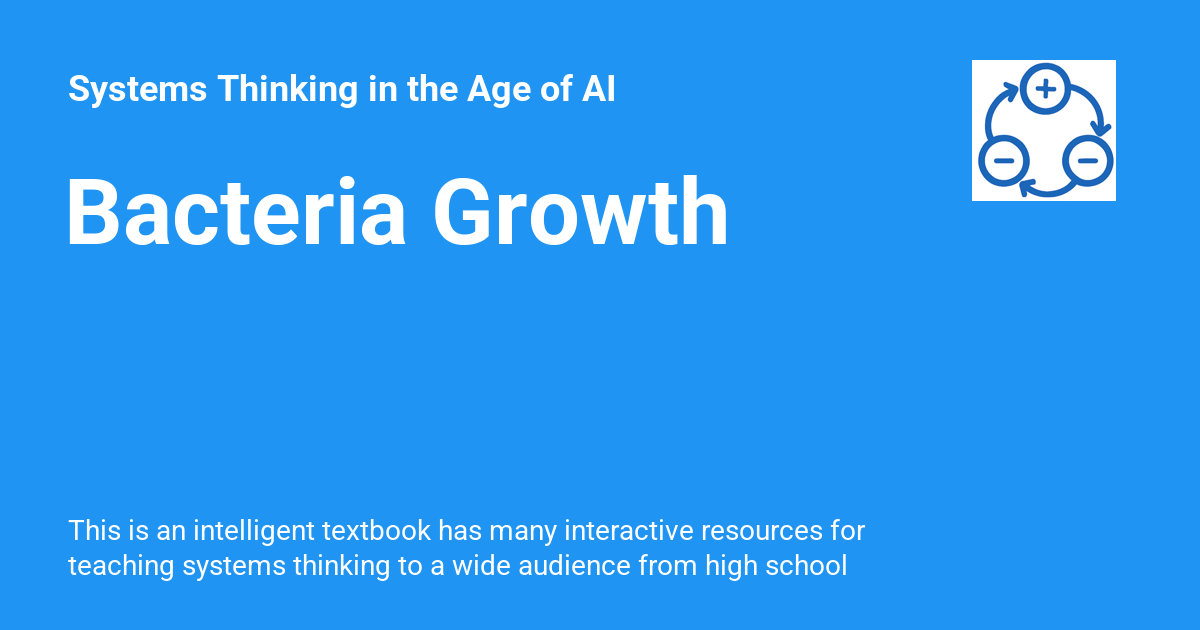 Systems Thinking in the Age of AI
Bacteria Growth
This is an intelligent textbook has many interactive resources for
teaching systems thinking to a wide audience from high school